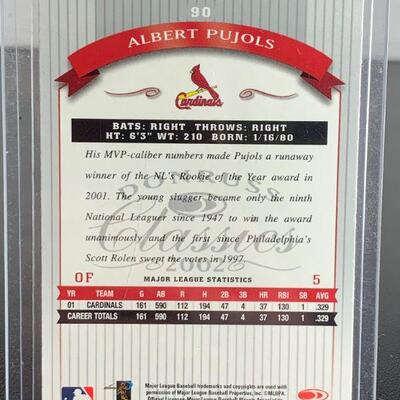 90
ALBERT PUJOLS
Cardinals
BATS: RIGHT THROWS: RIGHT
HT: 6'3" WT: 210 BORN: 1/16/80
His MVP-caliber numbers made Pujols a runaway
winner of the NL's Rookie of the Year award in
2001. The young slugger became only the ninth
National Leaguer since 1947 to win the award
unanimously and the first since Philadelphia's
Scott Rolen swept the votes in 1997.
DONRUSS
Classics
2002
OF 5
MAJOR LEAGUE STATISTICS
YR TEAM G AB R H 2B 3B HR RBI SB AVG
01 CARDINALS 161 590 112 194 47 4 37 130 1 .329
CAREER TOTALS 161 590 112 194 47 4 37 130 1 .329
Major League Baseball trademarks and copyrights are used with
permission of Major League Baseball Properties, Inc. ©MLBPA